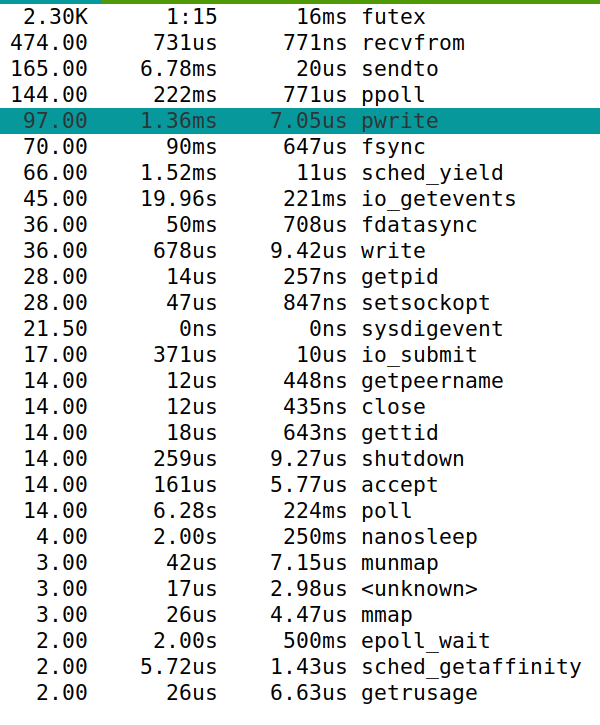 2.30K 1:15 16ms futex
474.00 731us 771ns recvfrom
165.00 6.78ms 20us sendto
144.00 222ms 771us ppoll
97.00 1.36ms 7.05us pwrite
70.00 90ms 647us fsync
66.00 1.52ms 11us sched_yield
45.00 19.96s 221ms io_getevents
36.00 50ms 708us fdatasync
36.00 678us 9.42us write
28.00 14us 257ns getpid
28.00 47us 847ns setsockopt
21.50 0ns 0ns sysdigevent
17.00 371us 10us io_submit
14.00 12us 448ns getpeername
14.00 12us 435ns close
14.00 18us 643ns gettid
14.00 259us 9.27us shutdown
14.00 161us 5.77us accept
14.00 6.28s 224ms poll
4.00 2.00s 250ms nanosleep
3.00 42us 7.15us munmap
3.00 17us 2.98us <unknown>
3.00 26us 4.47us mmap
2.00 2.00s 500ms epoll_wait
2.00 5.72us 1.43us sched_getaffinity
2.00 26us 6.63us getrusage